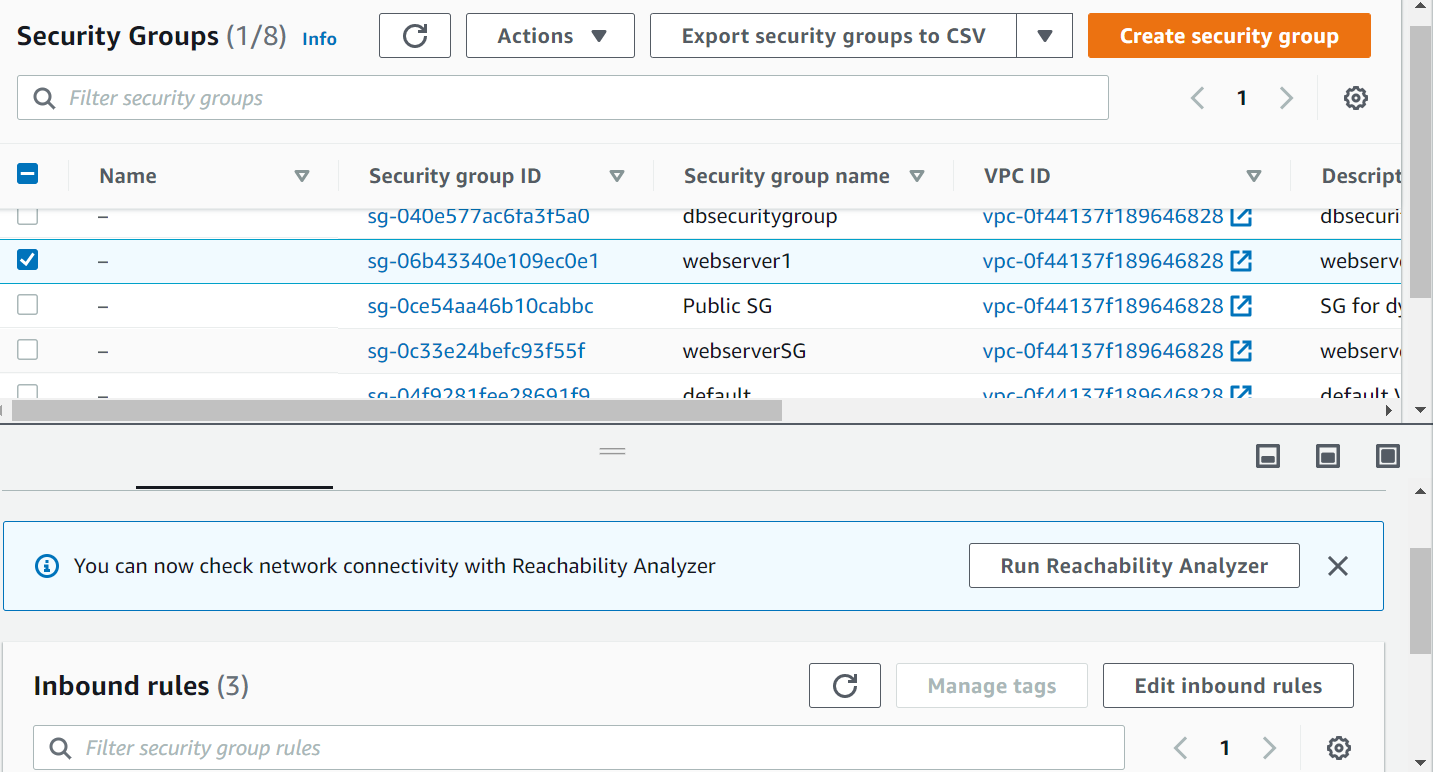 Security Groups (1/8) Info Actions Export security groups to CSV Create security group
Filter security groups 1
Name Security group ID Security group name VPC ID Descript
– sg-040e577ac6fa3f5a0 dbsecuritygroup vpc-0f44137f189646828 dbsecuri
– sg-06b43340e109ec0e1 webserver1 vpc-0f44137f189646828 webserv
– sg-0ce54aa46b10cabbc Public SG vpc-0f44137f189646828 SG for dy
– sg-0c33e24befc93f55f webserverSG vpc-0f44137f189646828 webserv
– sg-04f9281fee28691f9 default vpc-0f44137f189646828 default V
You can now check network connectivity with Reachability Analyzer Run Reachability Analyzer
Inbound rules (3) Manage tags Edit inbound rules
Filter security group rules 1